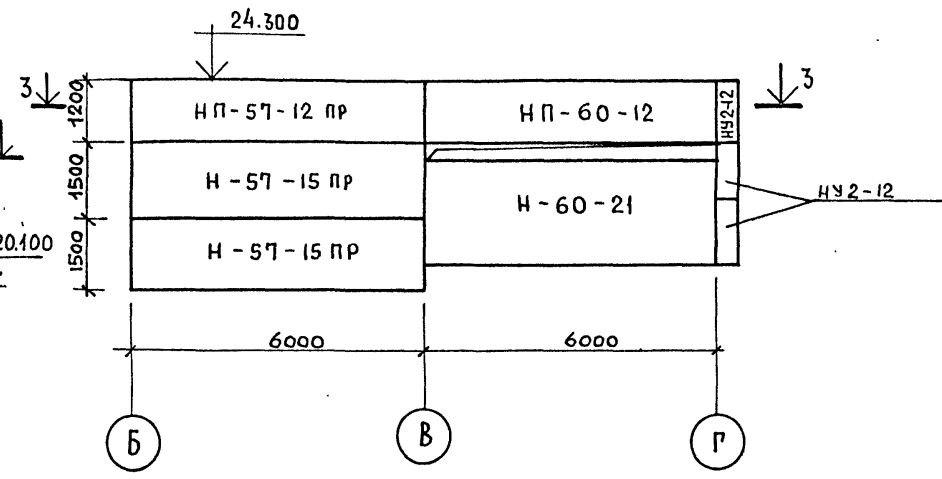 24.300
3
3
1200
НП-57-12 ПР
НП-60-12
НУ2-12
1500
Н-57-15 ПР
Н-60-21
НУ2-12
20.100
1500
Н-57-15 ПР
6000
6000
Б
В
Г